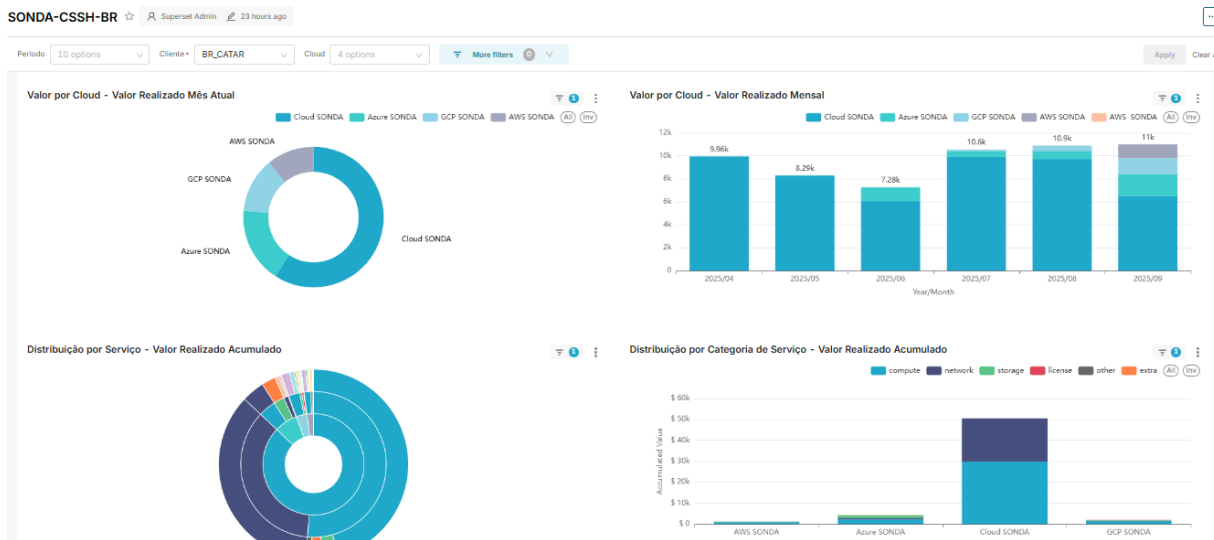 SONDA-CSSH-BR Superset Admin 23 hours ago
Período 10 options Cliente* BR_CATAR Cloud 4 options More filters 0 Apply Clear
Valor por Cloud - Valor Realizado Mês Atual
1
Cloud SONDA Azure SONDA GCP SONDA AWS SONDA All Inv
AWS SONDA
GCP SONDA
Azure SONDA
Cloud SONDA
Valor por Cloud - Valor Realizado Mensal
1
Cloud SONDA Azure SONDA GCP SONDA AWS SONDA AWS SONDA All Inv
12k
10k
8k
6k
4k
2k
0
9.96k 8.29k 7.28k 10.6k 10.9k 11k
2025/04 2025/05 2025/06 2025/07 2025/08 2025/09
Year/Month
Distribuição por Serviço - Valor Realizado Acumulado
1
Distribuição por Categoria de Serviço - Valor Realizado Acumulado
1
compute network storage license other extra All Inv
Accumulated Value
$ 60k
$ 50k
$ 40k
$ 30k
$ 20k
$ 10k
$ 0
AWS SONDA Azure SONDA Cloud SONDA GCP SONDA